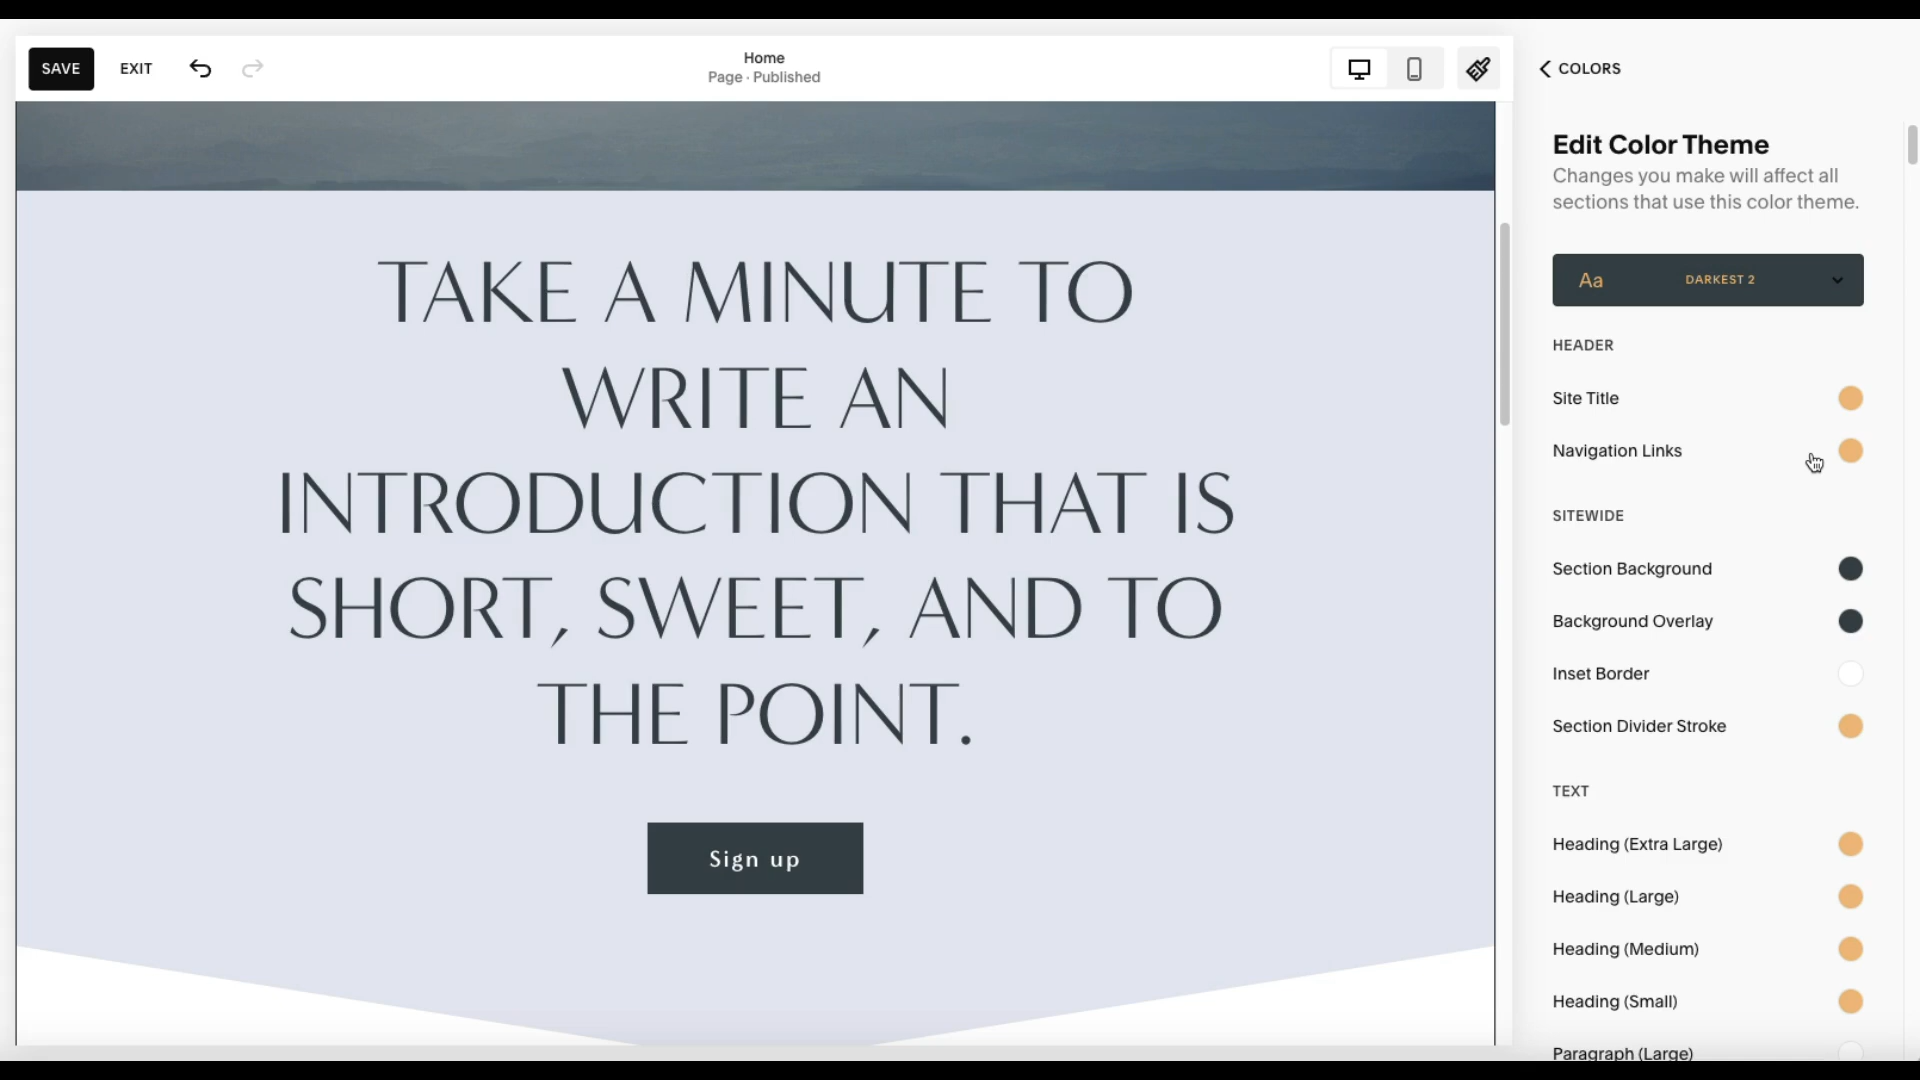 SAVE
EXIT
Home
Page · Published
COLORS
TAKE A MINUTE TO
WRITE AN
INTRODUCTION THAT IS
SHORT, SWEET, AND TO
THE POINT.
Sign up
Edit Color Theme
Changes you make will affect all
sections that use this color theme.
Aa DARKEST 2
HEADER
Site Title
Navigation Links
SITEWIDE
Section Background
Background Overlay
Inset Border
Section Divider Stroke
TEXT
Heading (Extra Large)
Heading (Large)
Heading (Medium)
Heading (Small)
Paragraph (Large)